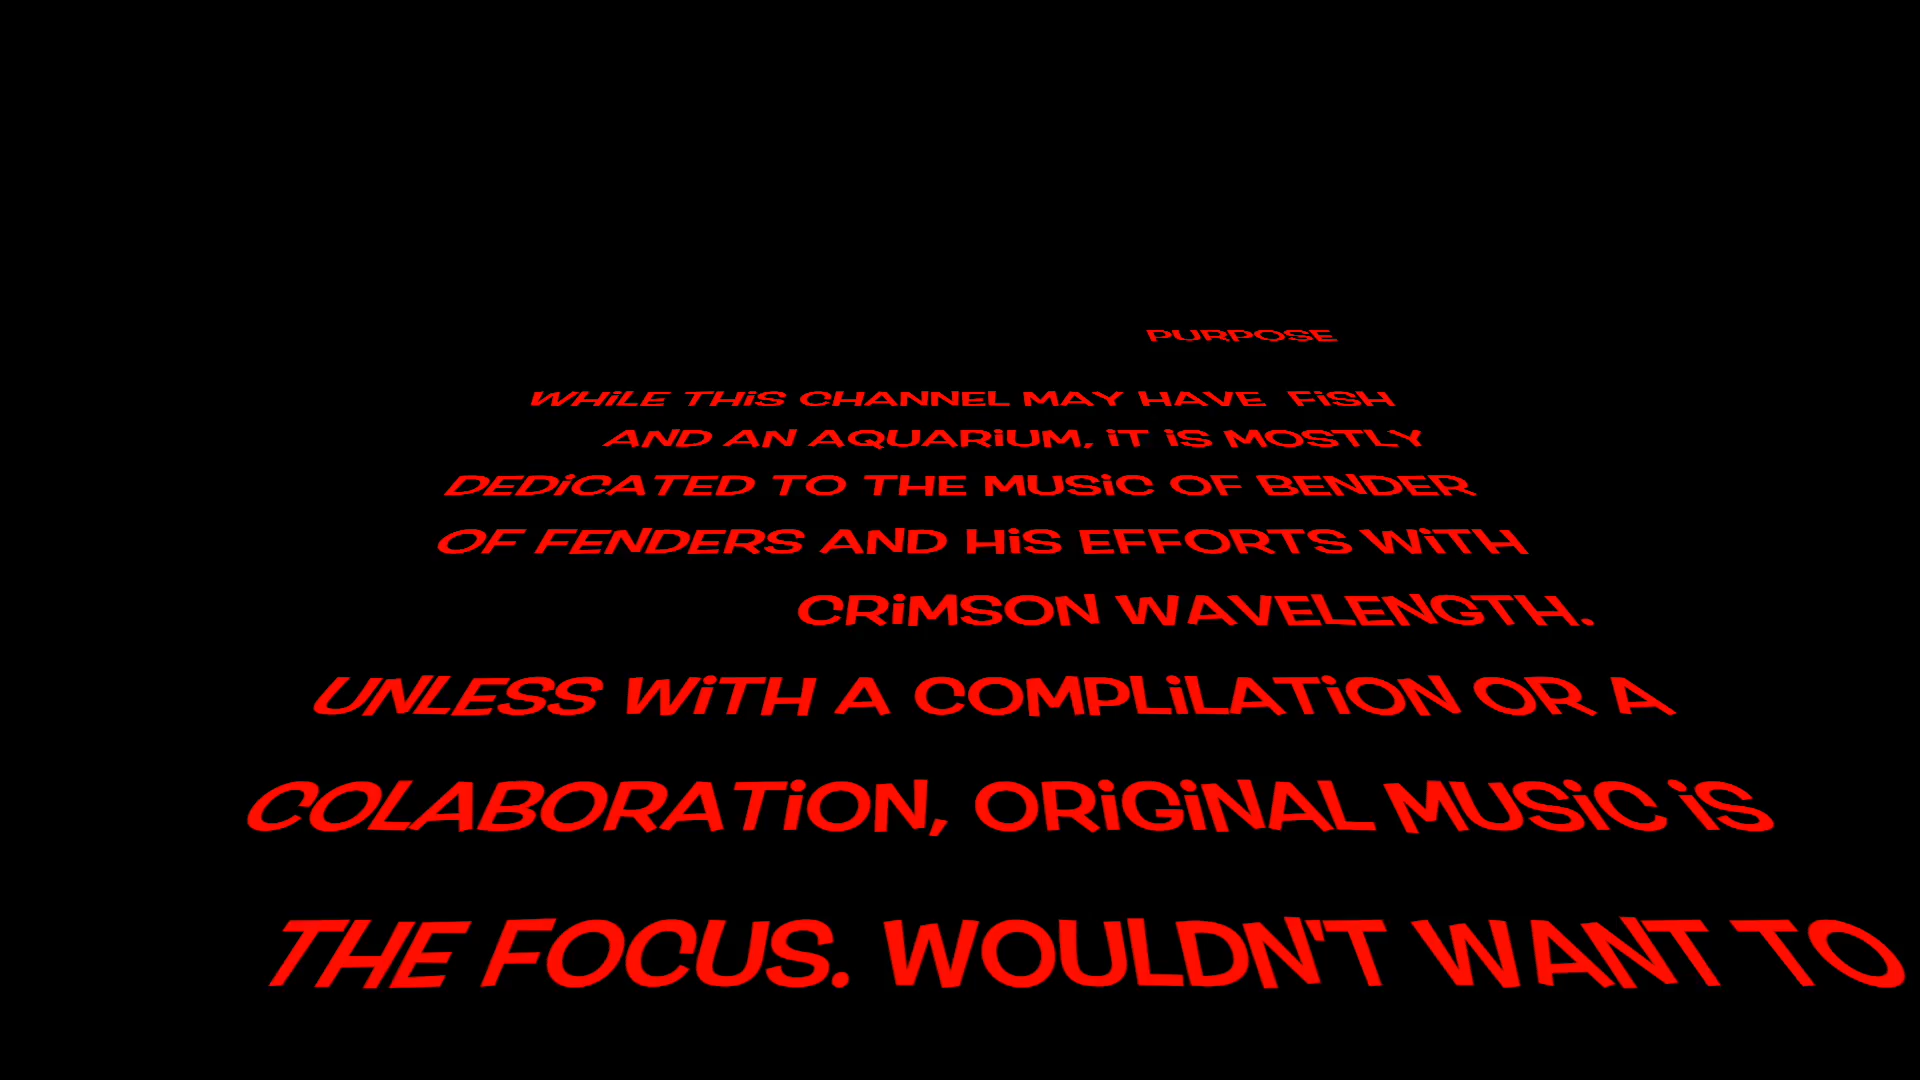 PURPOSE
WHiLE THiS CHANNEL MAY HAVE FiSH
AND AN AQUARiUM, iT iS MOSTLY
DEDiCATED TO THE MUSiC OF BENDER
OF FENDERS AND HiS EFFORTS WiTH
CRiMSON WAVELENGTH.
UNLESS WiTH A COMPLiLATiON OR A
COLABORATiON, ORiGiNAL MUSiC iS
THE FOCUS. WOULDN'T WANT TO